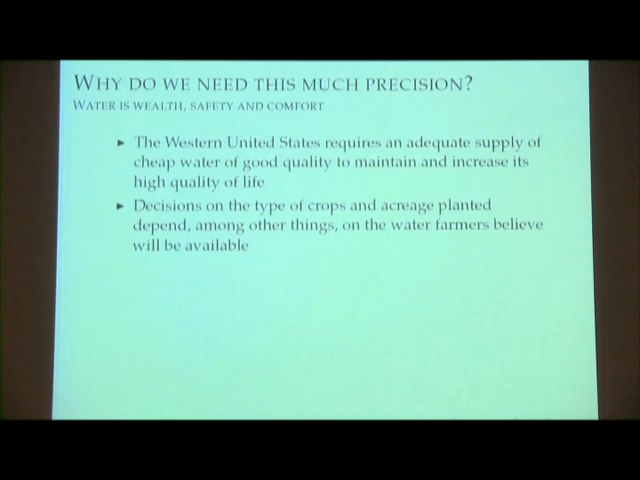 WHY DO WE NEED THIS MUCH PRECISION?
WATER IS WEALTH, SAFETY AND COMFORT
► The Western United States requires an adequate supply of
cheap water of good quality to maintain and increase its
high quality of life
► Decisions on the type of crops and acreage planted
depend, among other things, on the water farmers believe
will be available